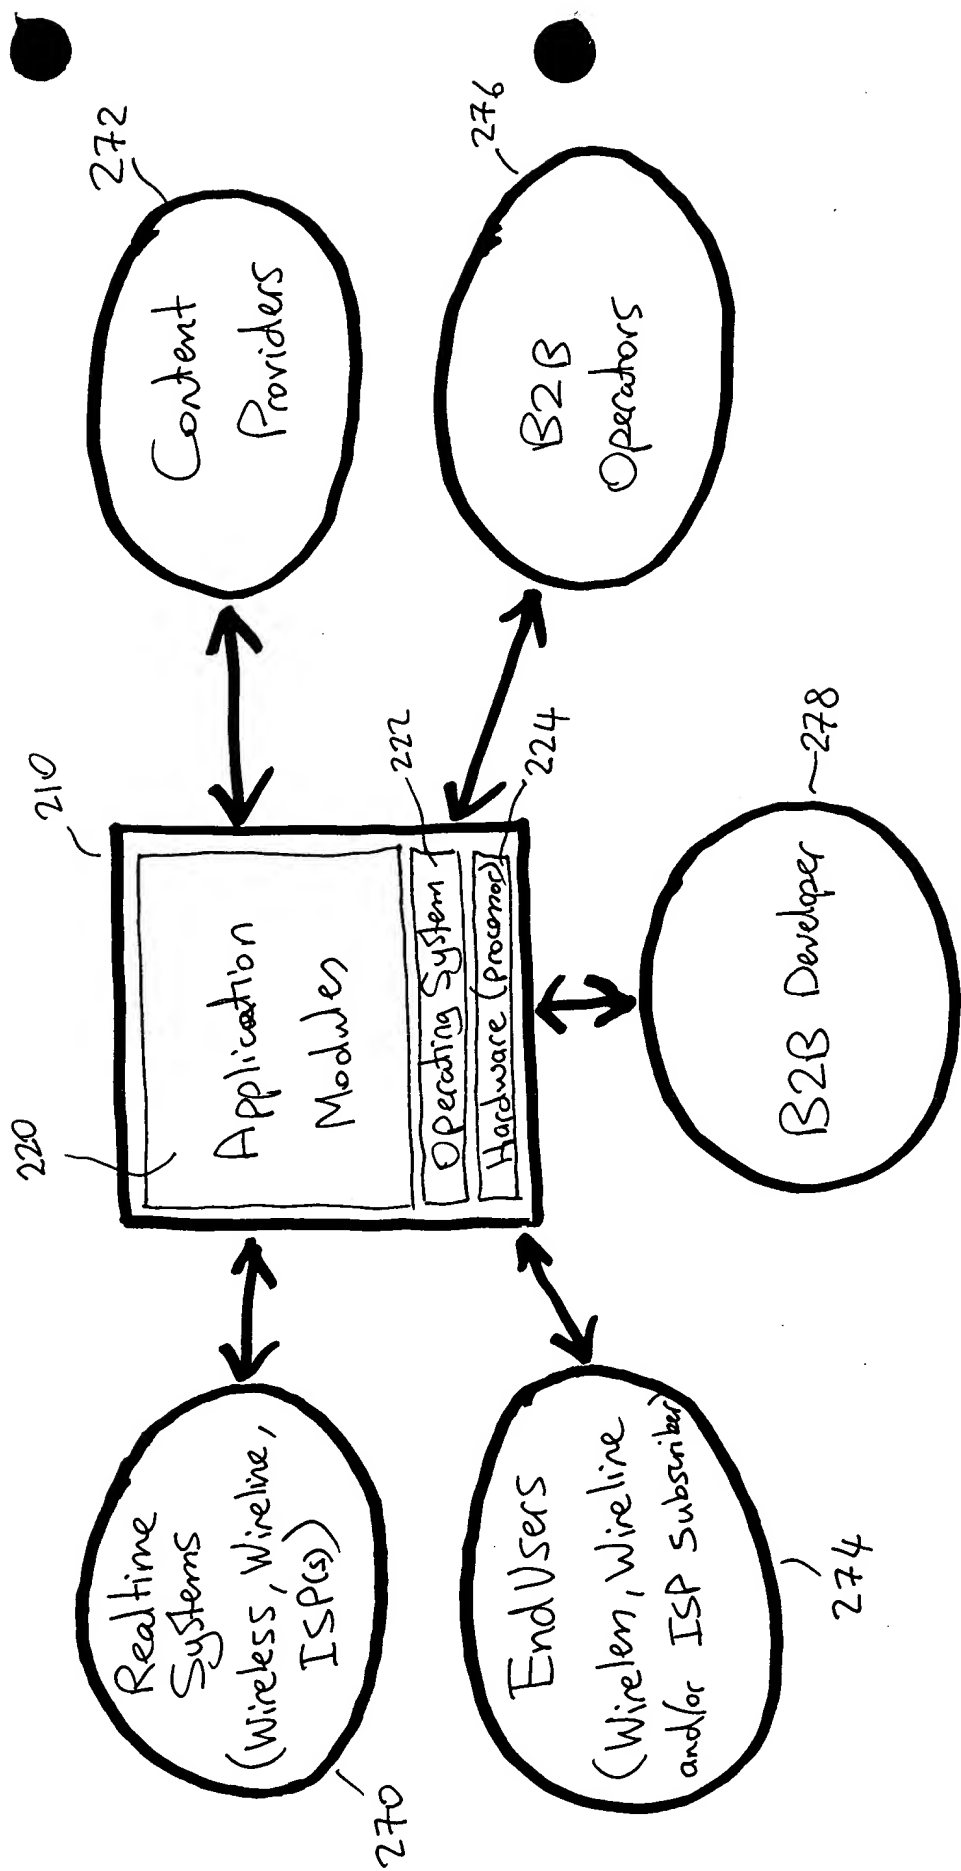 220
210
272
Realtime
Systems
(Wireless, Wireline,
ISP(s))
270
Application
Modules
Operating System
222
Hardware (processor)
224
Content
Providers
276
B2B
Operators
End Users
(Wireless, Wireline
and/or ISP subscriber)
274
B2B Developer
278